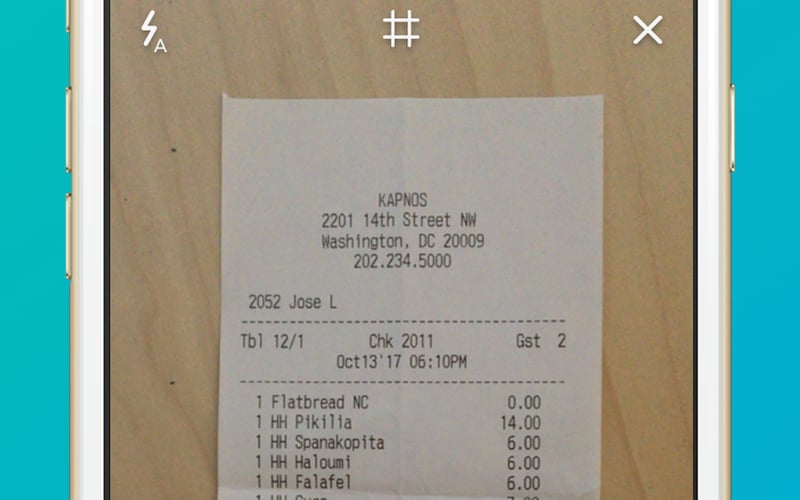 A
KAPNOS
2201 14th Street NW
Washington, DC 20009
202.234.5000
2052 Jose L
Tbl 12/1 Chk 2011 Gst 2
Oct13'17 06:10PM
1 Flatbread NC 0.00
1 HH Pikilia 14.00
1 HH Spanakopita 6.00
1 HH Haloumi 6.00
1 HH Falafel 6.00